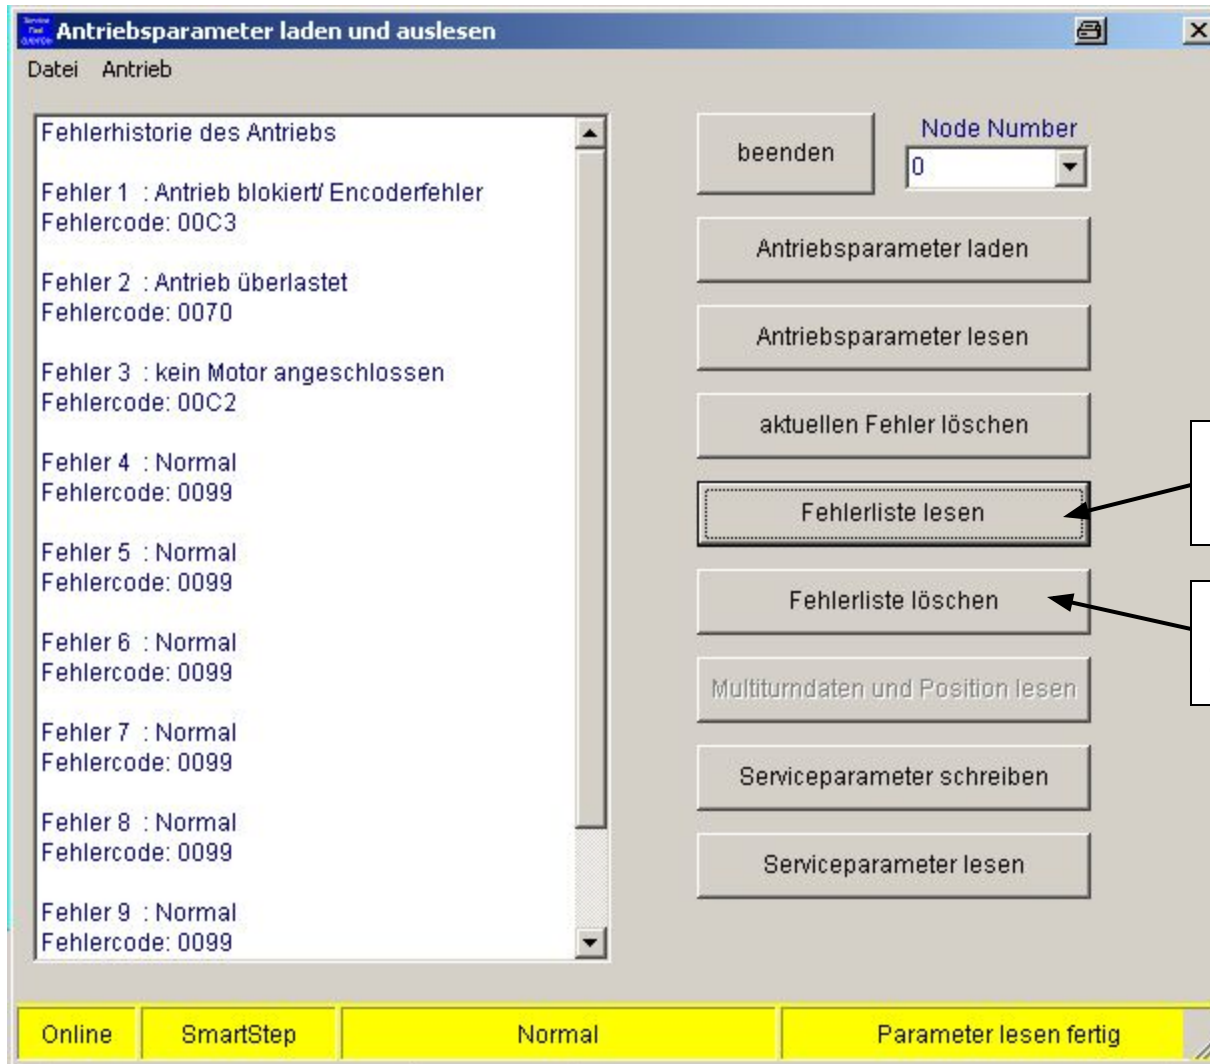 Antriebsparameter laden und auslesen
Datei Antrieb
Fehlerhistorie des Antriebs
Fehler 1 : Antrieb blokiert/ Encoderfehler
Fehlercode: 00C3
Fehler 2 : Antrieb überlastet
Fehlercode: 0070
Fehler 3 : kein Motor angeschlossen
Fehlercode: 00C2
Fehler 4 : Normal
Fehlercode: 0099
Fehler 5 : Normal
Fehlercode: 0099
Fehler 6 : Normal
Fehlercode: 0099
Fehler 7 : Normal
Fehlercode: 0099
Fehler 8 : Normal
Fehlercode: 0099
Fehler 9 : Normal
Fehlercode: 0099
beenden
Node Number
0
Antriebsparameter laden
Antriebsparameter lesen
aktuellen Fehler löschen
Fehlerliste lesen
Fehlerliste löschen
Multiturndaten und Position lesen
Serviceparameter schreiben
Serviceparameter lesen
Online SmartStep Normal Parameter lesen fertig